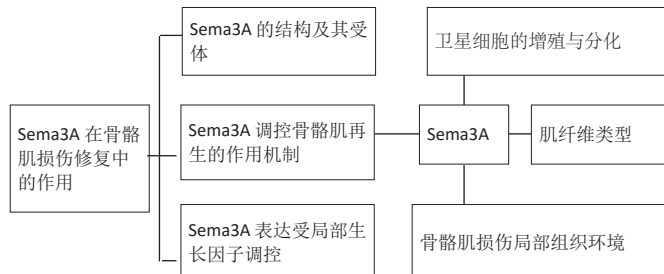 Sema3A 在骨骼
肌损伤修复中
的作用
Sema3A 的结构及其受
体
Sema3A 调控骨骼肌再
生的作用机制
Sema3A 表达受局部生
长因子调控
Sema3A
卫星细胞的增殖与分化
肌纤维类型
骨骼肌损伤局部组织环境